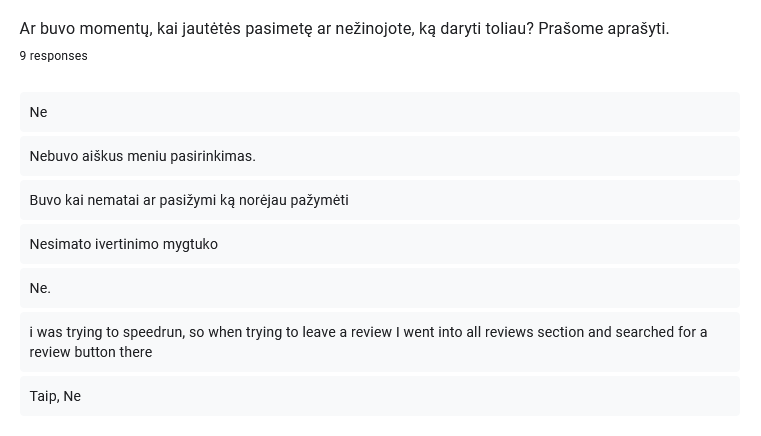 Ar buvo momentų, kai jautėtės pasimetę ar nežinojote, ką daryti toliau? Prašome aprašyti.
9 responses
Ne
Nebuvo aiškus meniu pasirinkimas.
Buvo kai nematai ar pasižymi ką norėjau pažymėti
Nesimato ivertinimo mygtuko
Ne.
i was trying to speedrun, so when trying to leave a review I went into all reviews section and searched for a
review button there
Taip, Ne